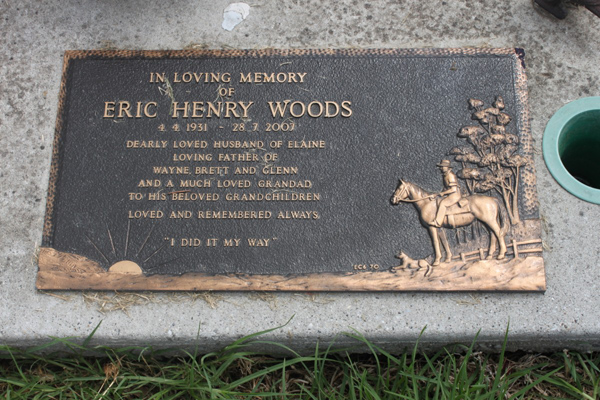 IN LOVING MEMORY
OF
ERIC HENRY WOODS
4. 4. 1931 - 28. 7. 2007
DEARLY LOVED HUSBAND OF ELAINE
LOVING FATHER OF
WAYNE, BRETT AND GLENN
AND A MUCH LOVED GRANDAD
TO HIS BELOVED GRANDCHILDREN
LOVED AND REMEMBERED ALWAYS.
"I DID IT MY WAY"